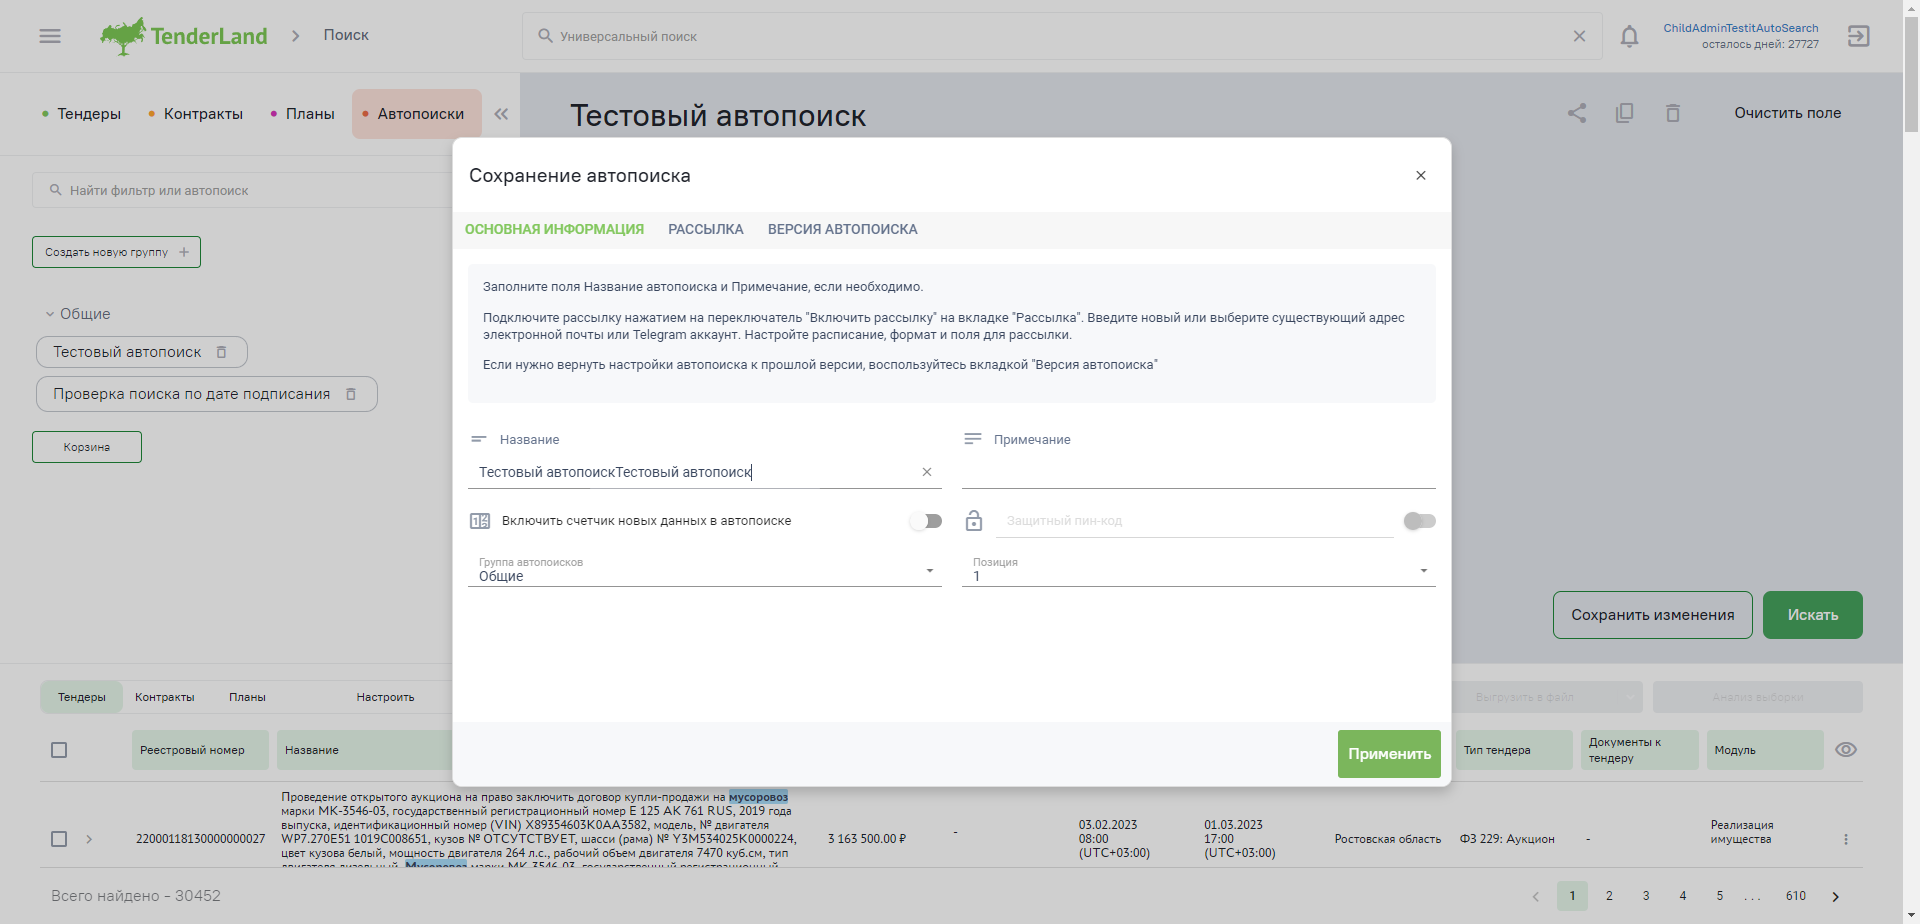 TenderLand
Поиск
Универсальный поиск
ChildAdminTestitAutoSearch
осталось дней: 27727
Тендеры
Контракты
Планы
Автопоиски
Тестовый автопоиск
Очистить поле
Найти фильтр или автопоиск
Создать новую группу
Общие
Тестовый автопоиск
Проверка поиска по дате подписания
Корзина
Сохранение автопоиска
ОСНОВНАЯ ИНФОРМАЦИЯ
РАССЫЛКА
ВЕРСИЯ АВТОПОИСКА
Заполните поля Название автопоиска и Примечание, если необходимо.
Подключите рассылку нажатием на переключатель "Включить рассылку" на вкладке "Рассылка". Введите новый или выберите существующий адрес
электронной почты или Telegram аккаунт. Настройте расписание, формат и поля для рассылки.
Если нужно вернуть настройки автопоиска к прошлой версии, воспользуйтесь вкладкой "Версия автопоиска"
Название
Примечание
Тестовый автопоискТестовый автопоиск
Включить счетчик новых данных в автопоиске
Защитный пин-код
Группа автопоисков
Общие
Позиция
1
Применить
Сохранить изменения
Искать
Тендеры
Контракты
Планы
Настроить
Выгрузить в файл
Анализ выборки
Реестровый номер
Название
Тип тендера
Документы к
тендеру
Модуль
22000118130000000027
Проведение открытого аукциона на право заключить договор купли-продажи на мусоровоз
марки МК-3546-03, государственный регистрационный номер Е 125 АК 761 RUS, 2019 года
выпуска, идентификационный номер (VIN) X89354603K0AA3582, модель, № двигателя
WP7.270E51 1019C008651, кузов № ОТСУТСТВУЕТ, шасси (рама) № Y3M534025K0000224,
цвет кузова белый, мощность двигателя 264 л.с., рабочий объем двигателя 7470 куб.см, тип
двигателя дизельный. Мусоровоз марки МК-3546-03, государственный регистрационный
3 163 500.00 ₽
-
03.02.2023
08:00
(UTC+03:00)
01.03.2023
17:00
(UTC+03:00)
Ростовская область
ФЗ 229: Аукцион
-
Реализация
имущества
Всего найдено - 30452
1 2 3 4 5 ... 610